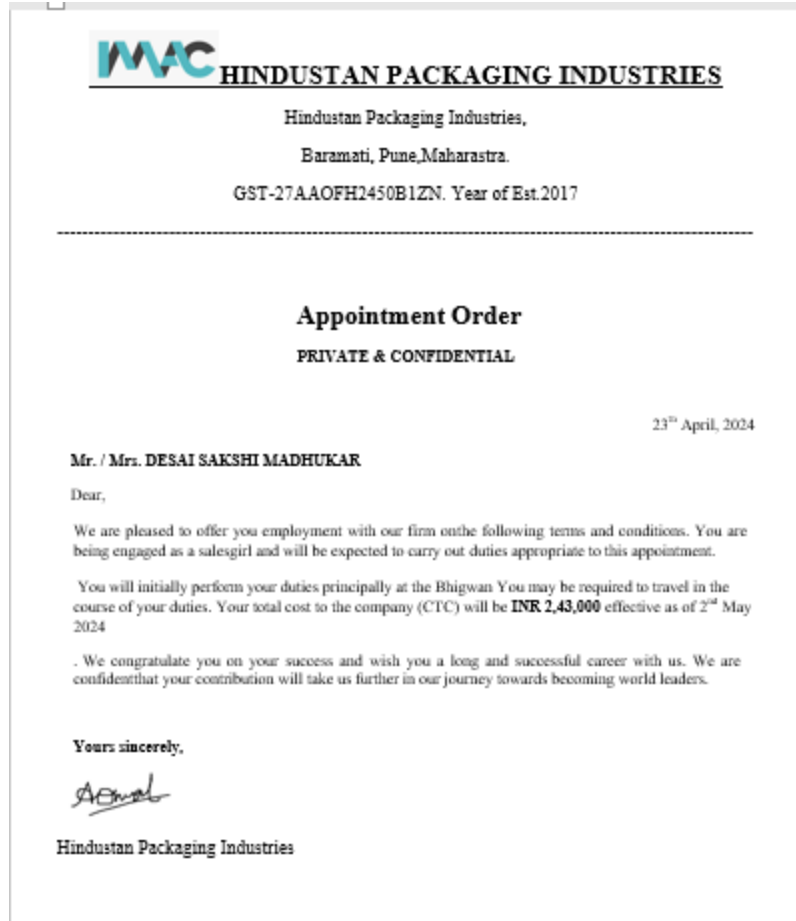 IMAC HINDUSTAN PACKAGING INDUSTRIES
Hindustan Packaging Industries,
Baramati, Pune,Maharastra.
GST-27AAOFH2450B1ZN. Year of Est.2017
Appointment Order
PRIVATE & CONFIDENTIAL
23th April, 2024
Mr. / Mrs. DESAI SAKSHI MADHUKAR
Dear,
We are pleased to offer you employment with our firm onthe following terms and conditions. You are
being engaged as a salesgirl and will be expected to carry out duties appropriate to this appointment.
You will initially perform your duties principally at the Bhigwan You may be required to travel in the
course of your duties. Your total cost to the company (CTC) will be INR 2,43,000 effective as of 2nd May
2024
. We congratulate you on your success and wish you a long and successful career with us. We are
confidentthat your contribution will take us further in our journey towards becoming world leaders.
Yours sincerely,
Hindustan Packaging Industries